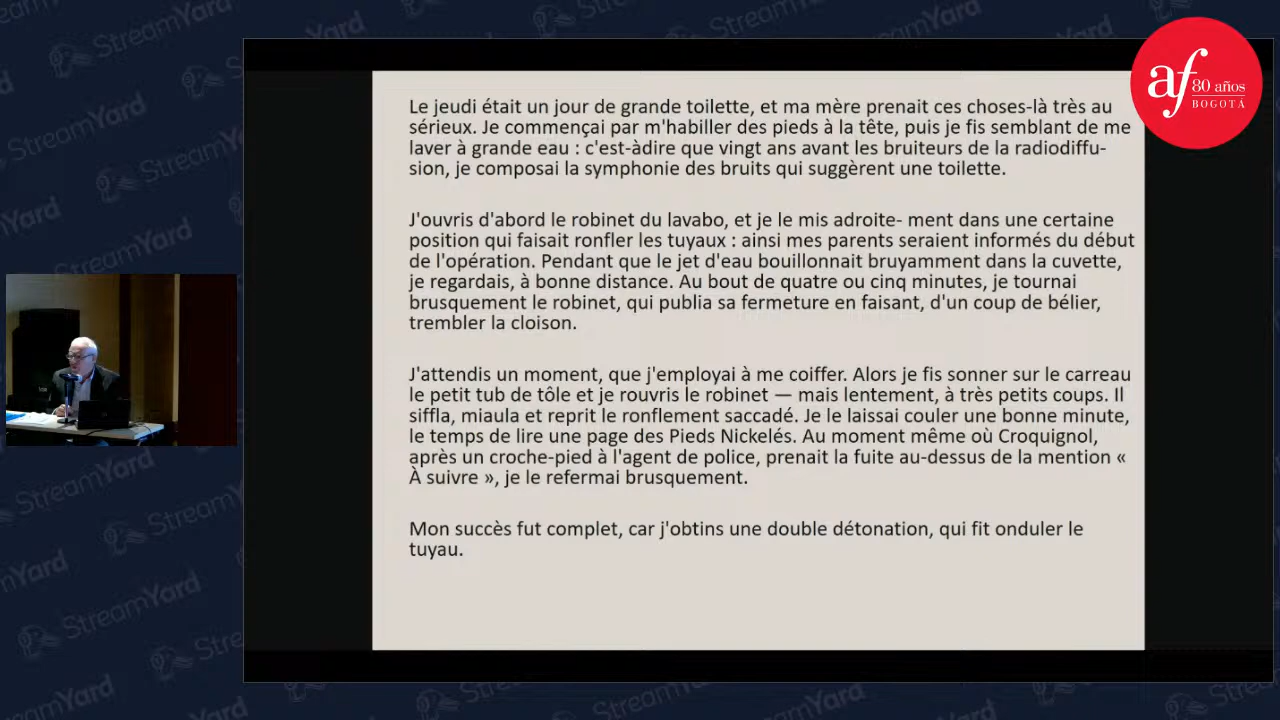 af 80 años
BOGOTÁ
Le jeudi était un jour de grande toilette, et ma mère prenait ces choses-là très au
sérieux. Je commençai par m'habiller des pieds à la tête, puis je fis semblant de me
laver à grande eau : c'est-àdire que vingt ans avant les bruiteurs de la radiodiffu-
sion, je composai la symphonie des bruits qui suggèrent une toilette.
J'ouvris d'abord le robinet du lavabo, et je le mis adroite- ment dans une certaine
position qui faisait ronfler les tuyaux : ainsi mes parents seraient informés du début
de l'opération. Pendant que le jet d'eau bouillonnait bruyamment dans la cuvette,
je regardais, à bonne distance. Au bout de quatre ou cinq minutes, je tournai
brusquement le robinet, qui publia sa fermeture en faisant, d'un coup de bélier,
trembler la cloison.
J'attendis un moment, que j'employai à me coiffer. Alors je fis sonner sur le carreau
le petit tub de tôle et je rouvris le robinet — mais lentement, à très petits coups. Il
siffla, miaula et reprit le ronflement saccadé. Je le laissai couler une bonne minute,
le temps de lire une page des Pieds Nickelés. Au moment même où Croquignol,
après un croche-pied à l'agent de police, prenait la fuite au-dessus de la mention «
À suivre », je le refermai brusquement.
Mon succès fut complet, car j'obtins une double détonation, qui fit onduler le
tuyau.
StreamYard